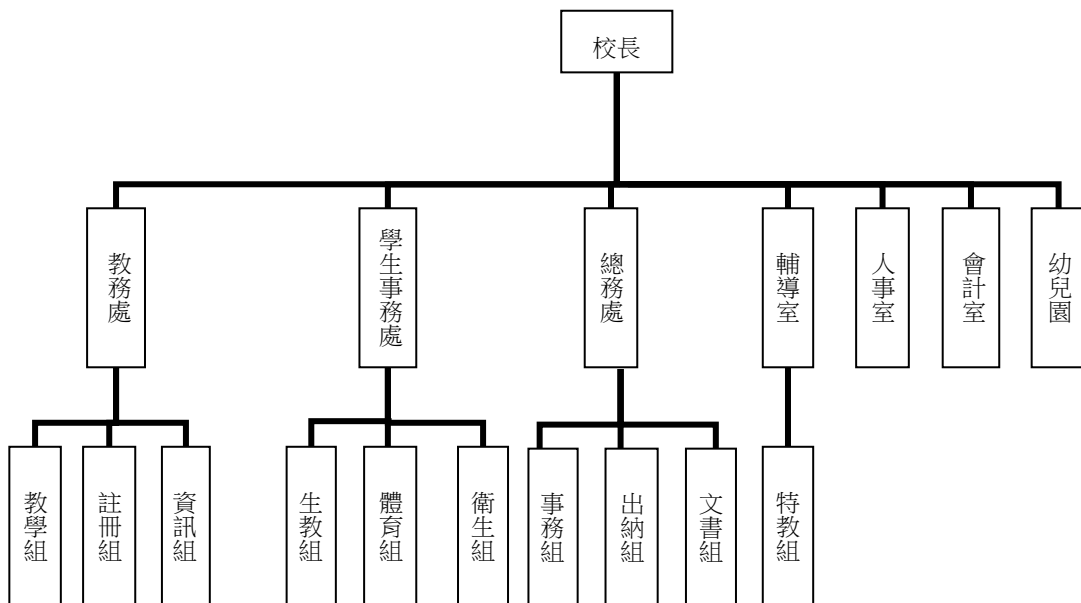 校長
教務處
學生事務處
總務處
輔導室
人事室
會計室
幼兒園
教學組
註冊組
資訊組
生教組
體育組
衛生組
事務組
出納組
文書組
特教組